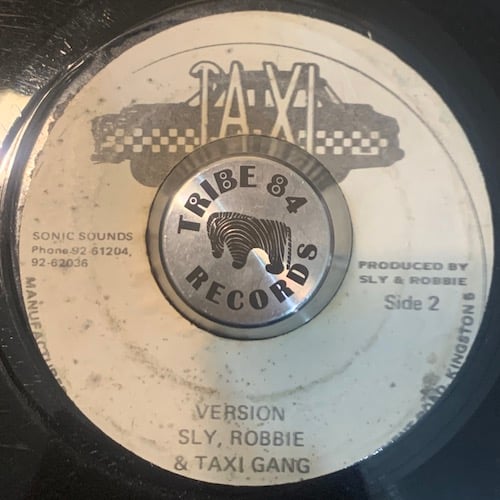 TAXI
TRIBE 84
RECORDS
SONIC SOUNDS
Phone 92-61204,
92-62036
PRODUCED BY
SLY & ROBBIE
Side 2
KINGSTON
VERSION
SLY, ROBBIE
& TAXI GANG